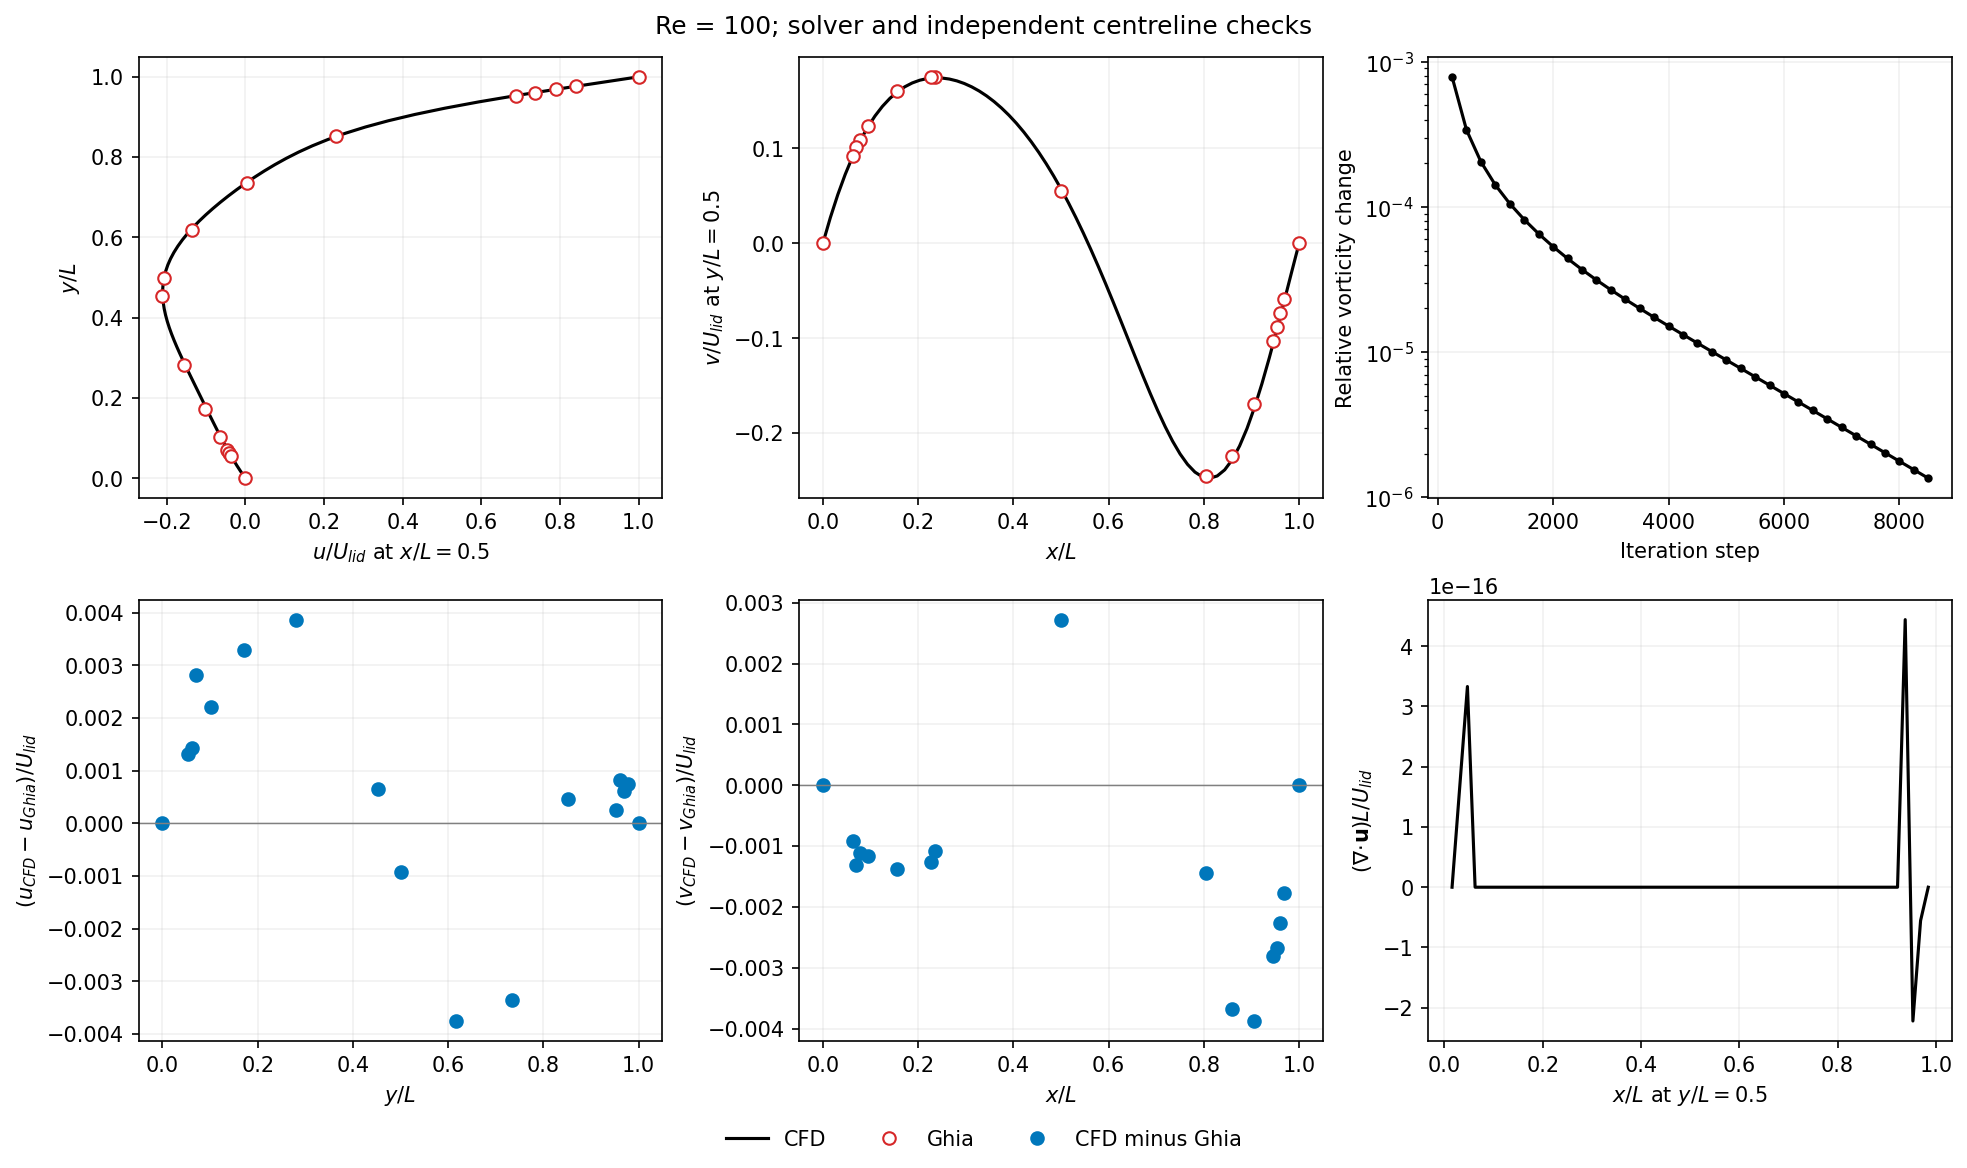 Re = 100; solver and independent centreline checks
1.0
0.8
0.6
0.4
0.2
0.0
y/L
−0.2 0.0 0.2 0.4 0.6 0.8 1.0
u/U_lid at x/L = 0.5
0.1
0.0
−0.1
−0.2
v/U_lid at y/L = 0.5
0.0 0.2 0.4 0.6 0.8 1.0
x/L
10⁻³
10⁻⁴
10⁻⁵
10⁻⁶
Relative vorticity change
0 2000 4000 6000 8000
Iteration step
0.004
0.003
0.002
0.001
0.000
−0.001
−0.002
−0.003
−0.004
(u_CFD − u_Ghia)/U_lid
0.0 0.2 0.4 0.6 0.8 1.0
y/L
0.003
0.002
0.001
0.000
−0.001
−0.002
−0.003
−0.004
(v_CFD − v_Ghia)/U_lid
0.0 0.2 0.4 0.6 0.8 1.0
x/L
1e−16
4
3
2
1
0
−1
−2
(∇·u)L/U_lid
0.0 0.2 0.4 0.6 0.8 1.0
x/L at y/L = 0.5
CFD Ghia CFD minus Ghia